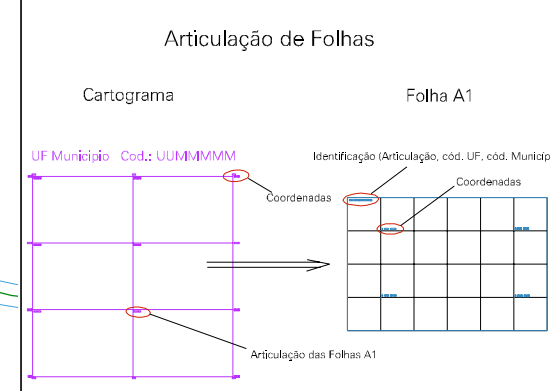 Articulação de Folhas
Cartograma
Folha A1
UF Municipio Cod.: UUMMMMM
Identificação (Articulação, cód. UF, cód. Municíp
Coordenadas
Coordenadas
Articulação das Folhas A1